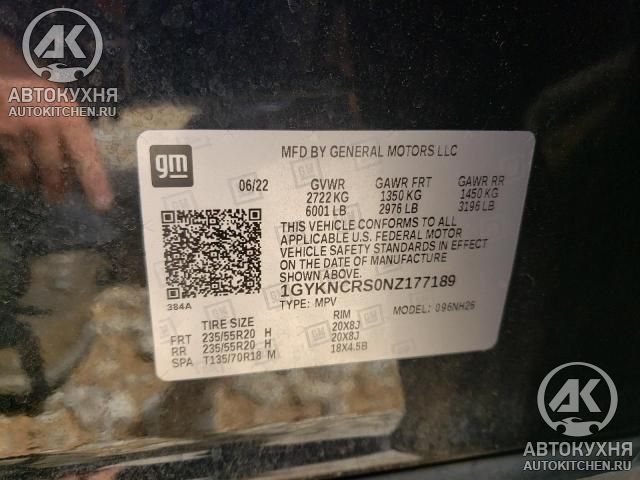 АК
АВТОКУХНЯ
AUTOKITCHEN.RU
gm
MFD BY GENERAL MOTORS LLC
06/22 GVWR GAWR FRT GAWR RR
2722 KG 1350 KG 1450 KG
6001 LB 2976 LB 3196 LB
THIS VEHICLE CONFORMS TO ALL
APPLICABLE U.S. FEDERAL MOTOR
VEHICLE SAFETY STANDARDS IN EFFECT
ON THE DATE OF MANUFACTURE
SHOWN ABOVE.
1GYKNCRS0NZ177189
384A
TYPE: MPV MODEL: 096NH26
TIRE SIZE RIM
FRT 235/55R20 H 20X8J
RR 235/55R20 H 20X8J
SPA T135/70R18 M 18X4.5B
АК
АВТОКУХНЯ
AUTOKITCHEN.RU